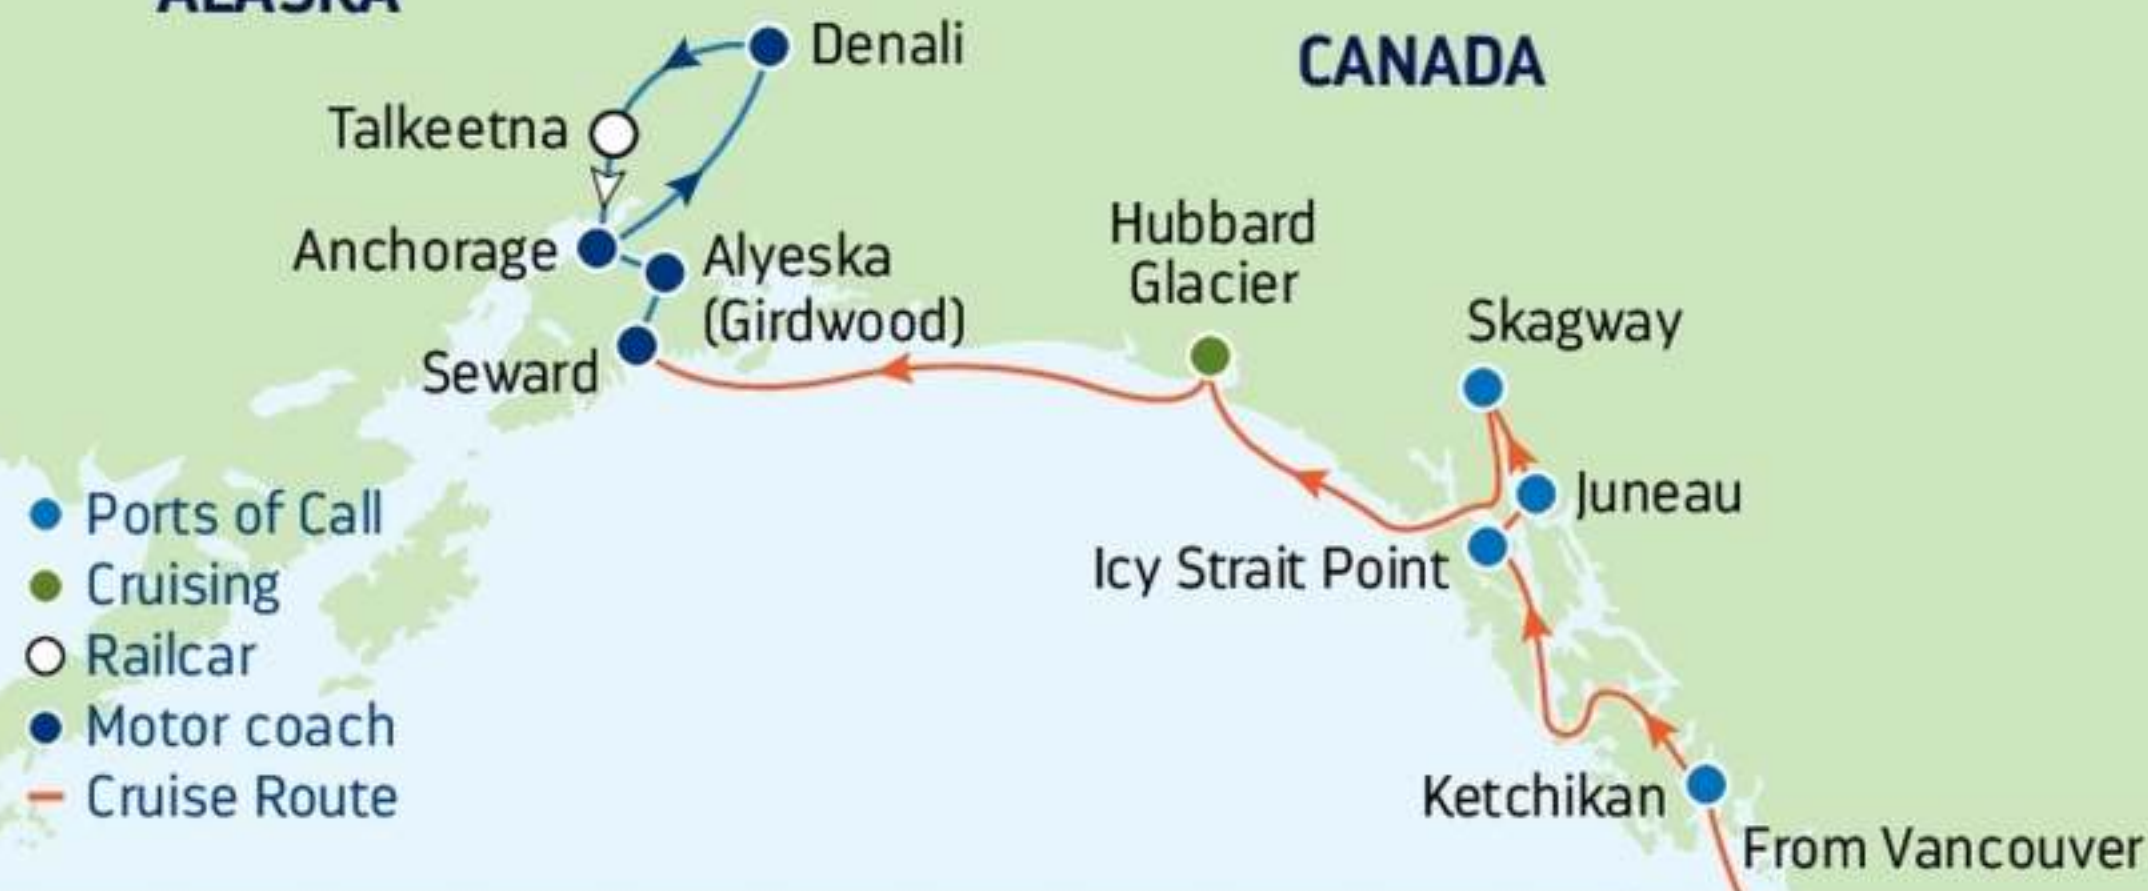 ALASKA
Denali
CANADA
Talkeetna
Hubbard
Glacier
Anchorage
Alyeska
(Girdwood)
Skagway
Seward
Juneau
Icy Strait Point
Ketchikan
From Vancouver
Ports of Call
Cruising
Railcar
Motor coach
Cruise Route